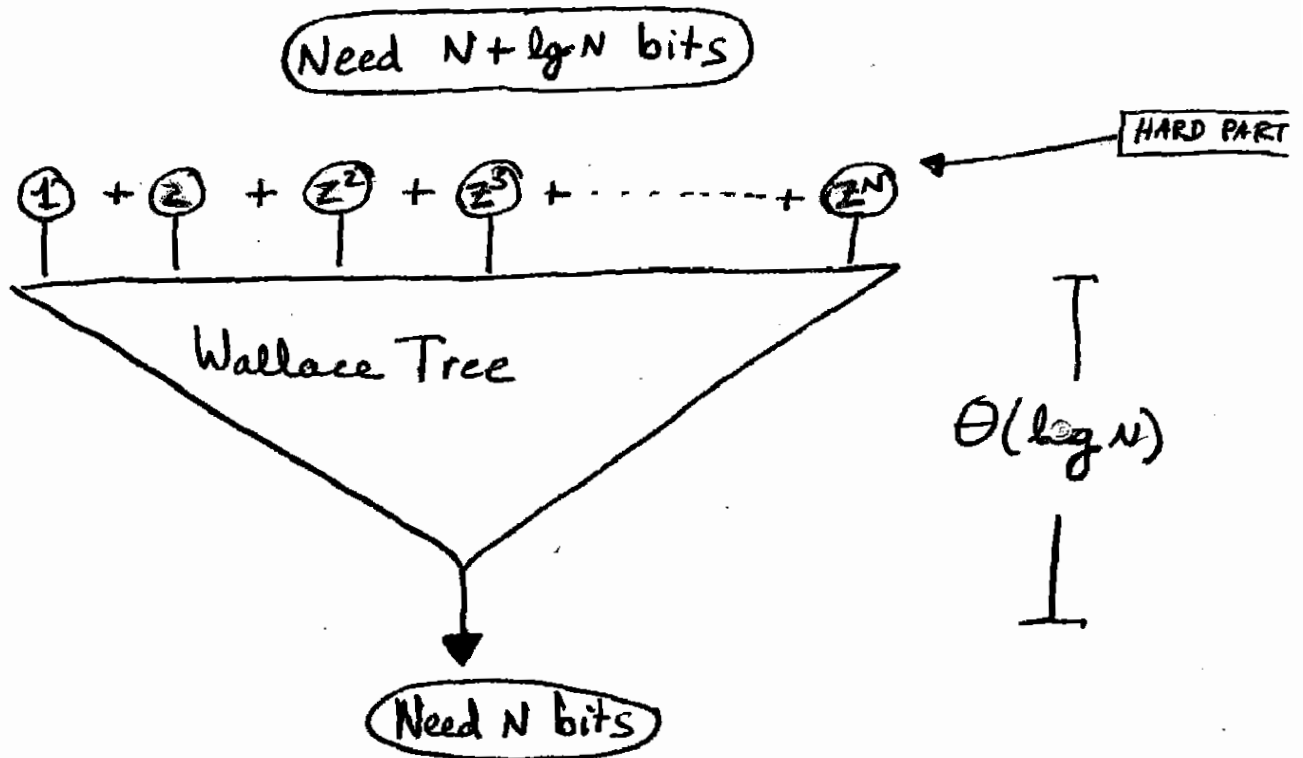 Need N + lg N bits
HARD PART
1 + z + z² + z³ + - - - - - - - - + zᴺ
Wallace Tree
Θ(log N)
Need N bits